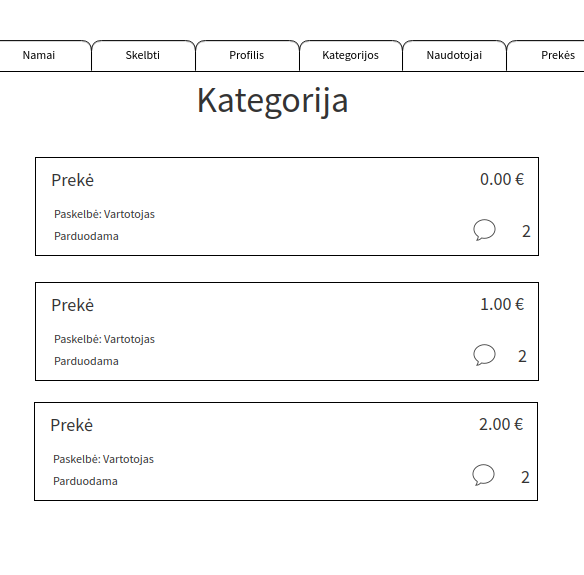 Namai Skelbti Profilis Kategorijos Naudotojai Prekės
Kategorija
Prekė 0.00 €
Paskelbė: Vartotojas
Parduodama 2
Prekė 1.00 €
Paskelbė: Vartotojas
Parduodama 2
Prekė 2.00 €
Paskelbė: Vartotojas
Parduodama 2